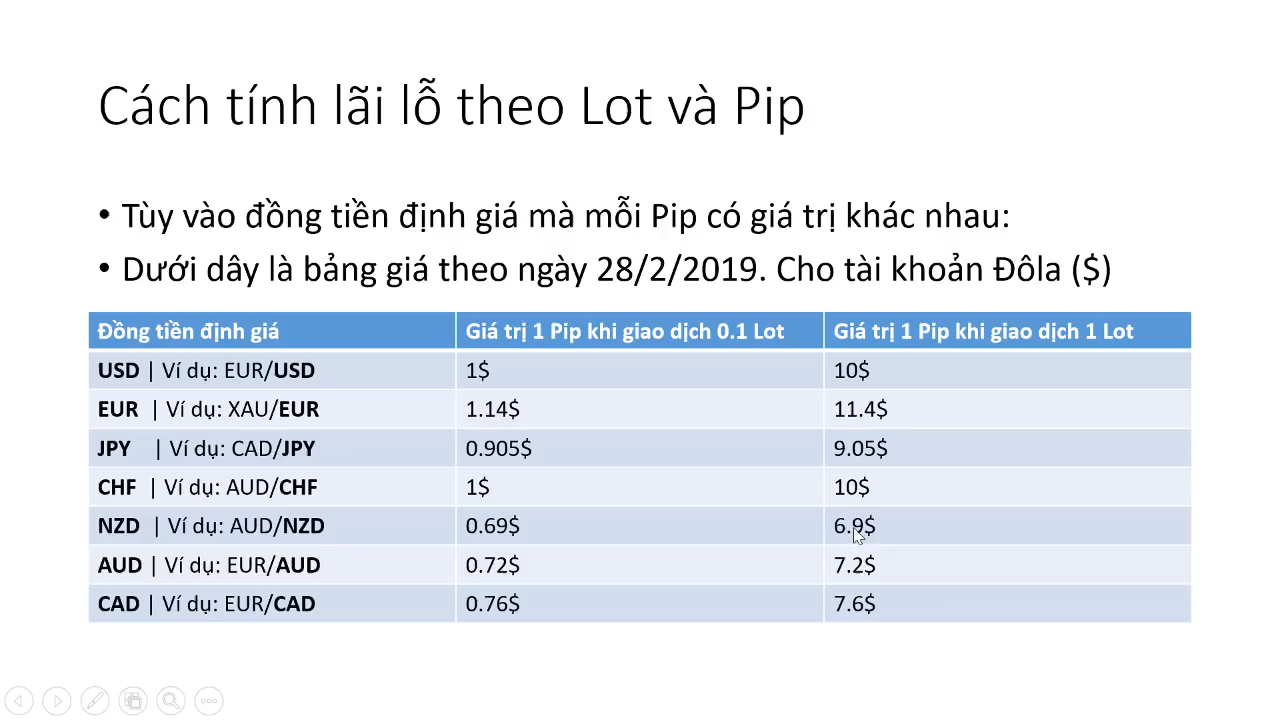 Cách tính lãi lỗ theo Lot và Pip
• Tùy vào đồng tiền định giá mà mỗi Pip có giá trị khác nhau:
• Dưới dây là bảng giá theo ngày 28/2/2019. Cho tài khoản Đôla ($)
Đồng tiền định giá | Giá trị 1 Pip khi giao dịch 0.1 Lot | Giá trị 1 Pip khi giao dịch 1 Lot
USD | Ví dụ: EUR/USD 1$ 10$
EUR | Ví dụ: XAU/EUR 1.14$ 11.4$
JPY | Ví dụ: CAD/JPY 0.905$ 9.05$
CHF | Ví dụ: AUD/CHF 1$ 10$
NZD | Ví dụ: AUD/NZD 0.69$ 6.9$
AUD | Ví dụ: EUR/AUD 0.72$ 7.2$
CAD | Ví dụ: EUR/CAD 0.76$ 7.6$